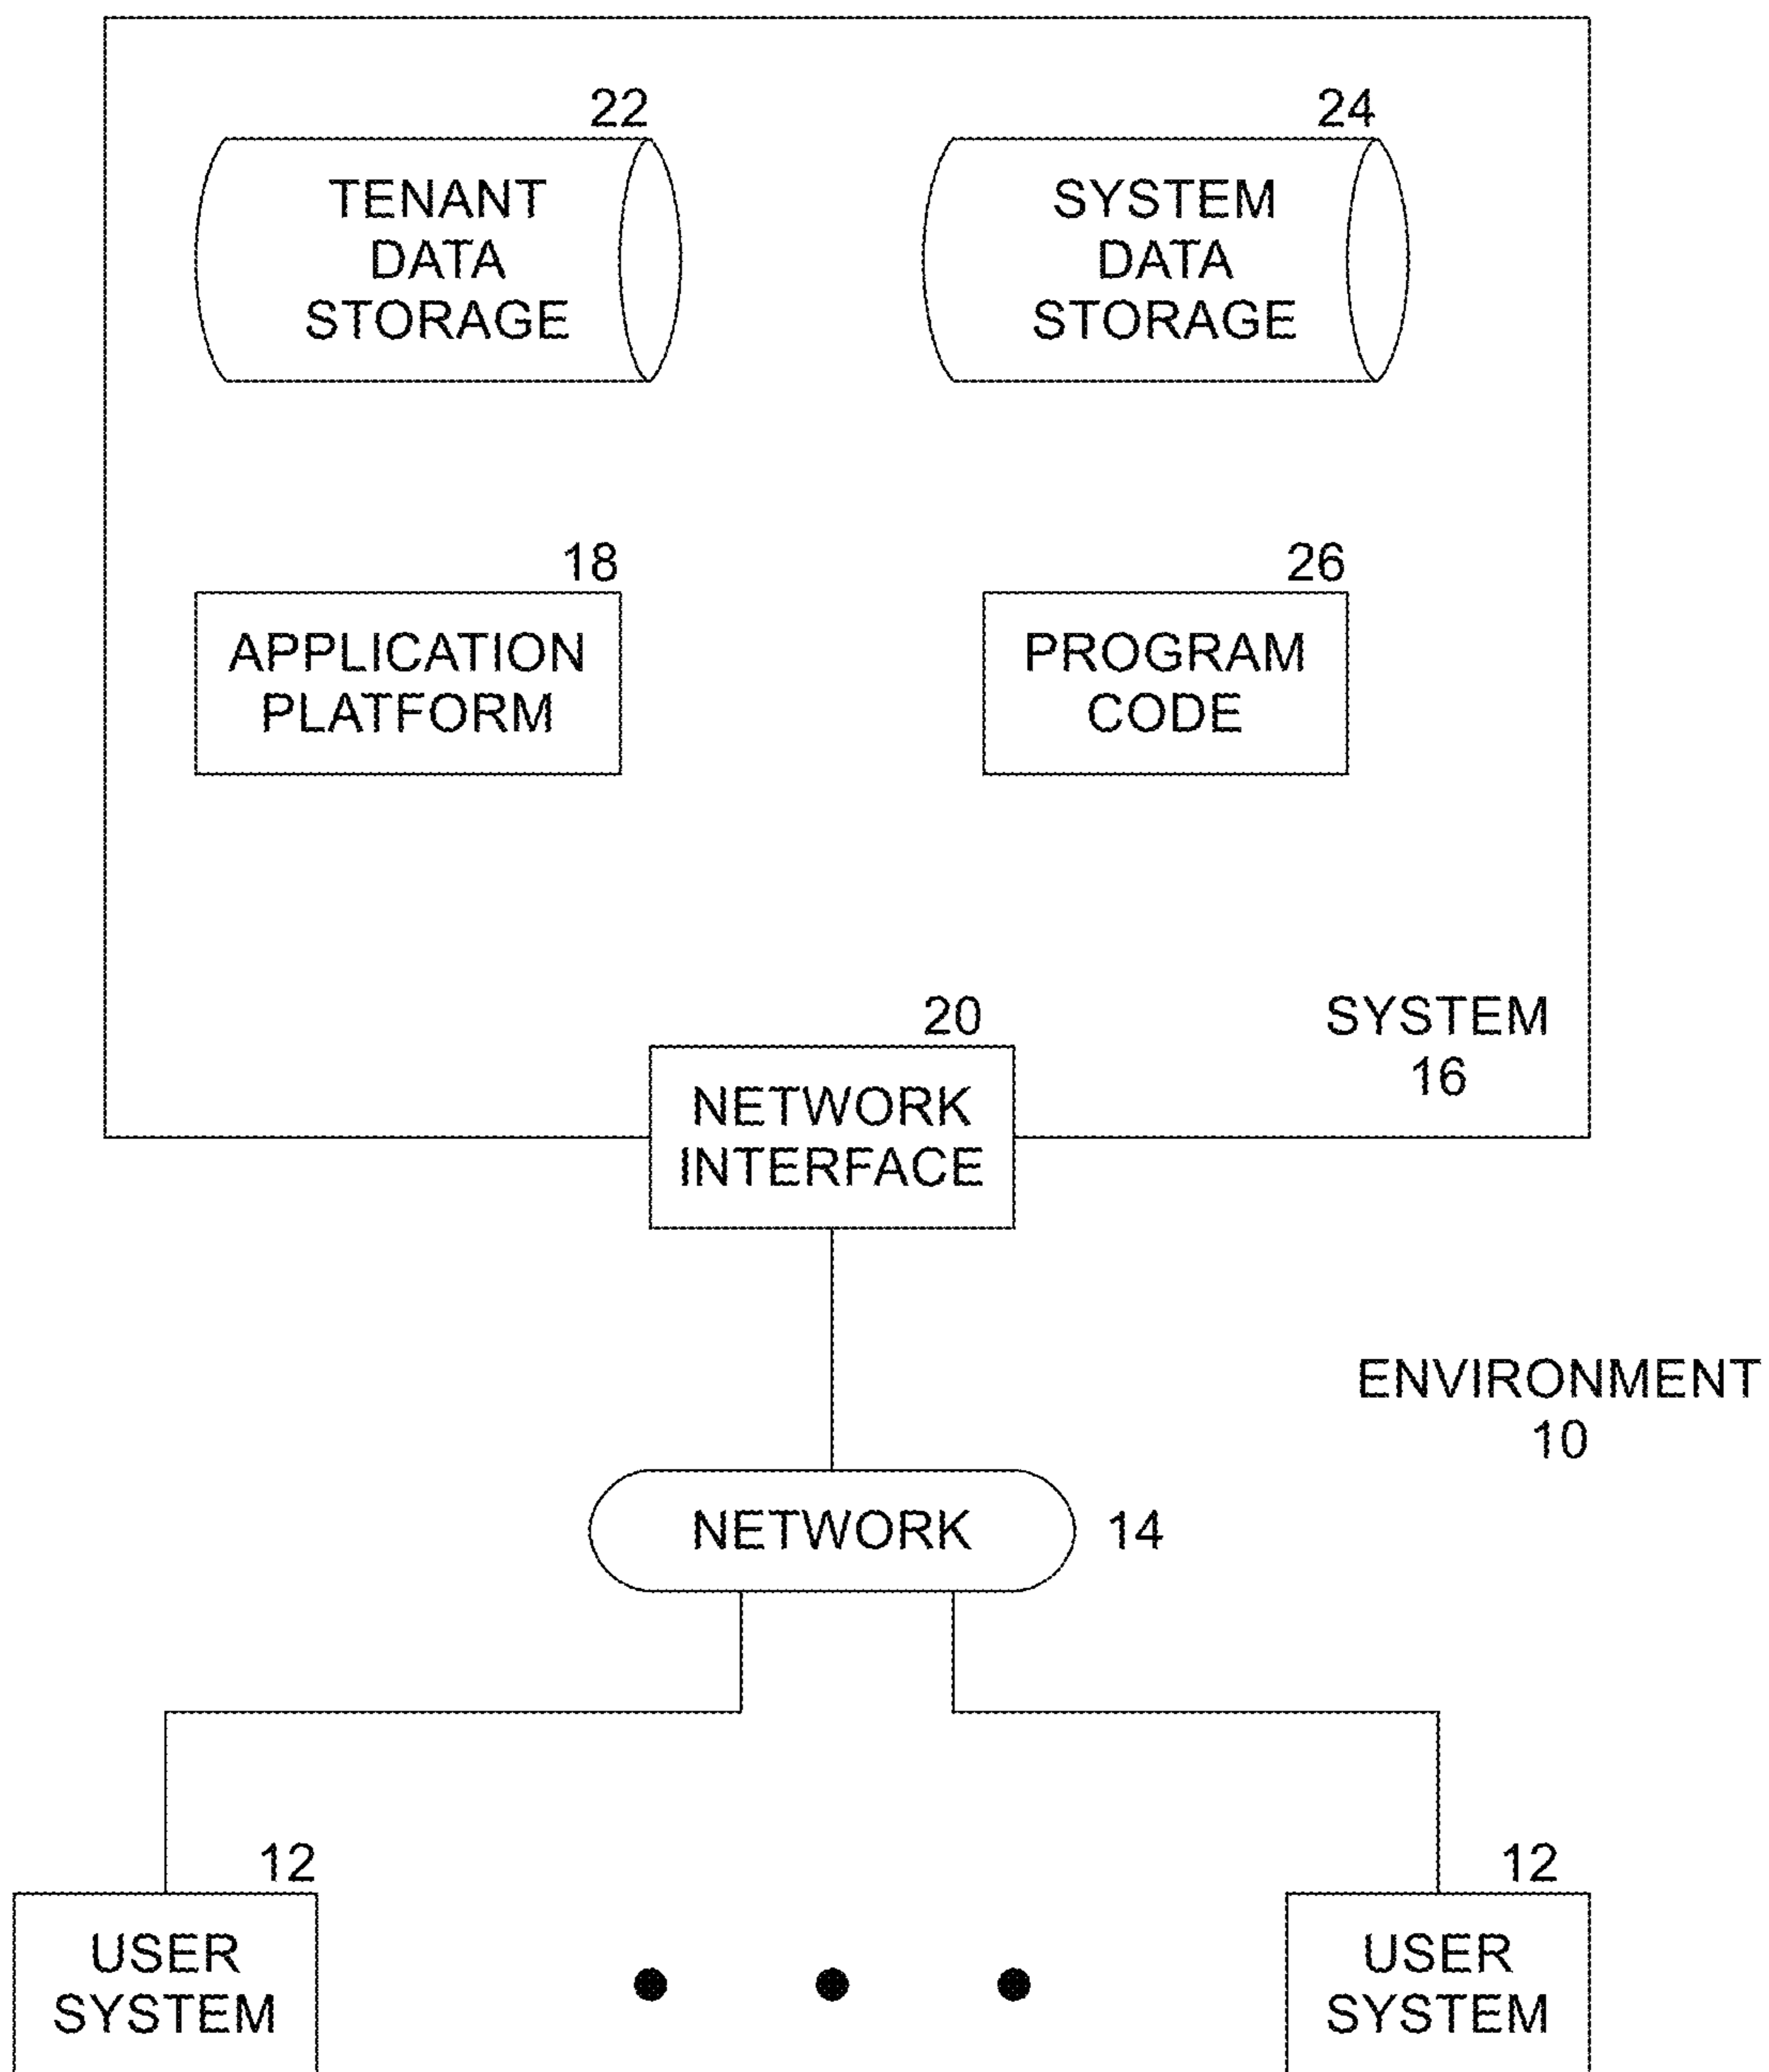 22
TENANT
DATA
STORAGE
24
SYSTEM
DATA
STORAGE
18
APPLICATION
PLATFORM
26
PROGRAM
CODE
20
NETWORK
INTERFACE
SYSTEM
16
ENVIRONMENT
10
NETWORK
14
12
USER
SYSTEM
12
USER
SYSTEM